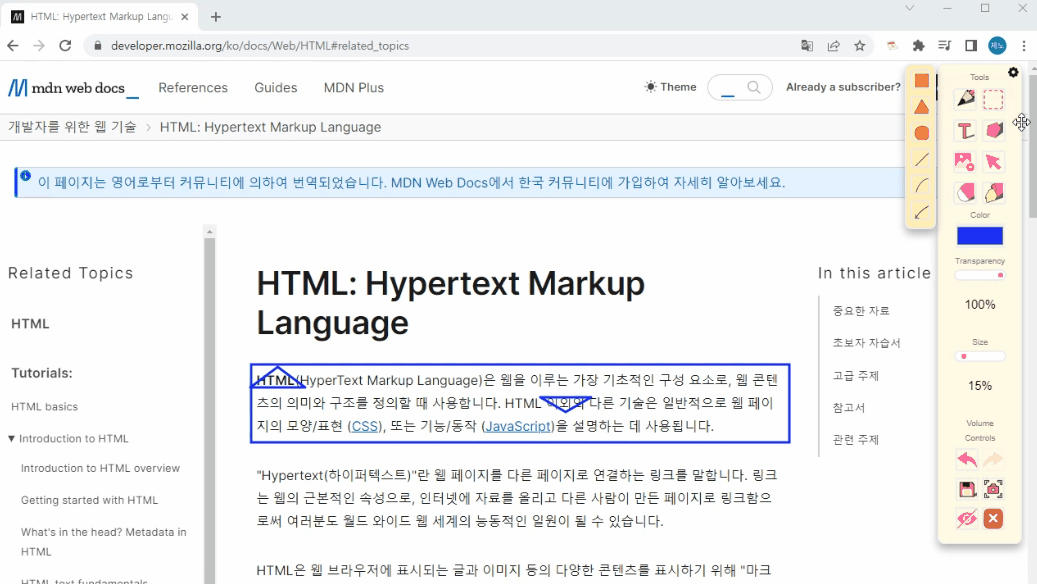 HTML: Hypertext Markup Langu
developer.mozilla.org/ko/docs/Web/HTML#related_topics
제노
mdn web docs
References
Guides
MDN Plus
Theme
Already a subscriber?
개발자를 위한 웹 기술 > HTML: Hypertext Markup Language
이 페이지는 영어로부터 커뮤니티에 의하여 번역되었습니다. MDN Web Docs에서 한국 커뮤니티에 가입하여 자세히 알아보세요.
Related Topics
HTML
Tutorials:
HTML basics
▼ Introduction to HTML
Introduction to HTML overview
Getting started with HTML
What's in the head? Metadata in
HTML
HTML text fundamentals
HTML: Hypertext Markup
Language
HTML(HyperText Markup Language)은 웹을 이루는 가장 기초적인 구성 요소로, 웹 콘텐
츠의 의미와 구조를 정의할 때 사용합니다. HTML 이외의 다른 기술은 일반적으로 웹 페이
지의 모양/표현 (CSS), 또는 기능/동작 (JavaScript)을 설명하는 데 사용됩니다.
"Hypertext(하이퍼텍스트)"란 웹 페이지를 다른 페이지로 연결하는 링크를 말합니다. 링크
는 웹의 근본적인 속성으로, 인터넷에 자료를 올리고 다른 사람이 만든 페이지로 링크함으
로써 여러분도 월드 와이드 웹 세계의 능동적인 일원이 될 수 있습니다.
HTML은 웹 브라우저에 표시되는 글과 이미지 등의 다양한 콘텐츠를 표시하기 위해 "마크
In this article
중요한 자료
초보자 자습서
고급 주제
참고서
관련 주제
Tools
Color
Transparency
100%
Size
15%
Volume
Controls